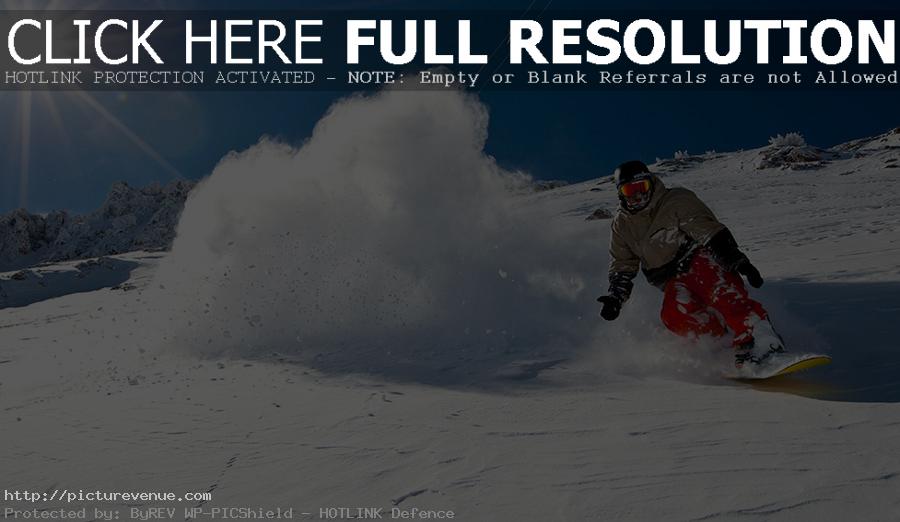 CLICK HERE FULL RESOLUTION
HOTLINK PROTECTION ACTIVATED - NOTE: Empty or Blank Referrals are not Allowed
http://picturevenue.com
Protected by: ByREV WP-PICShield - HOTLINK Defence